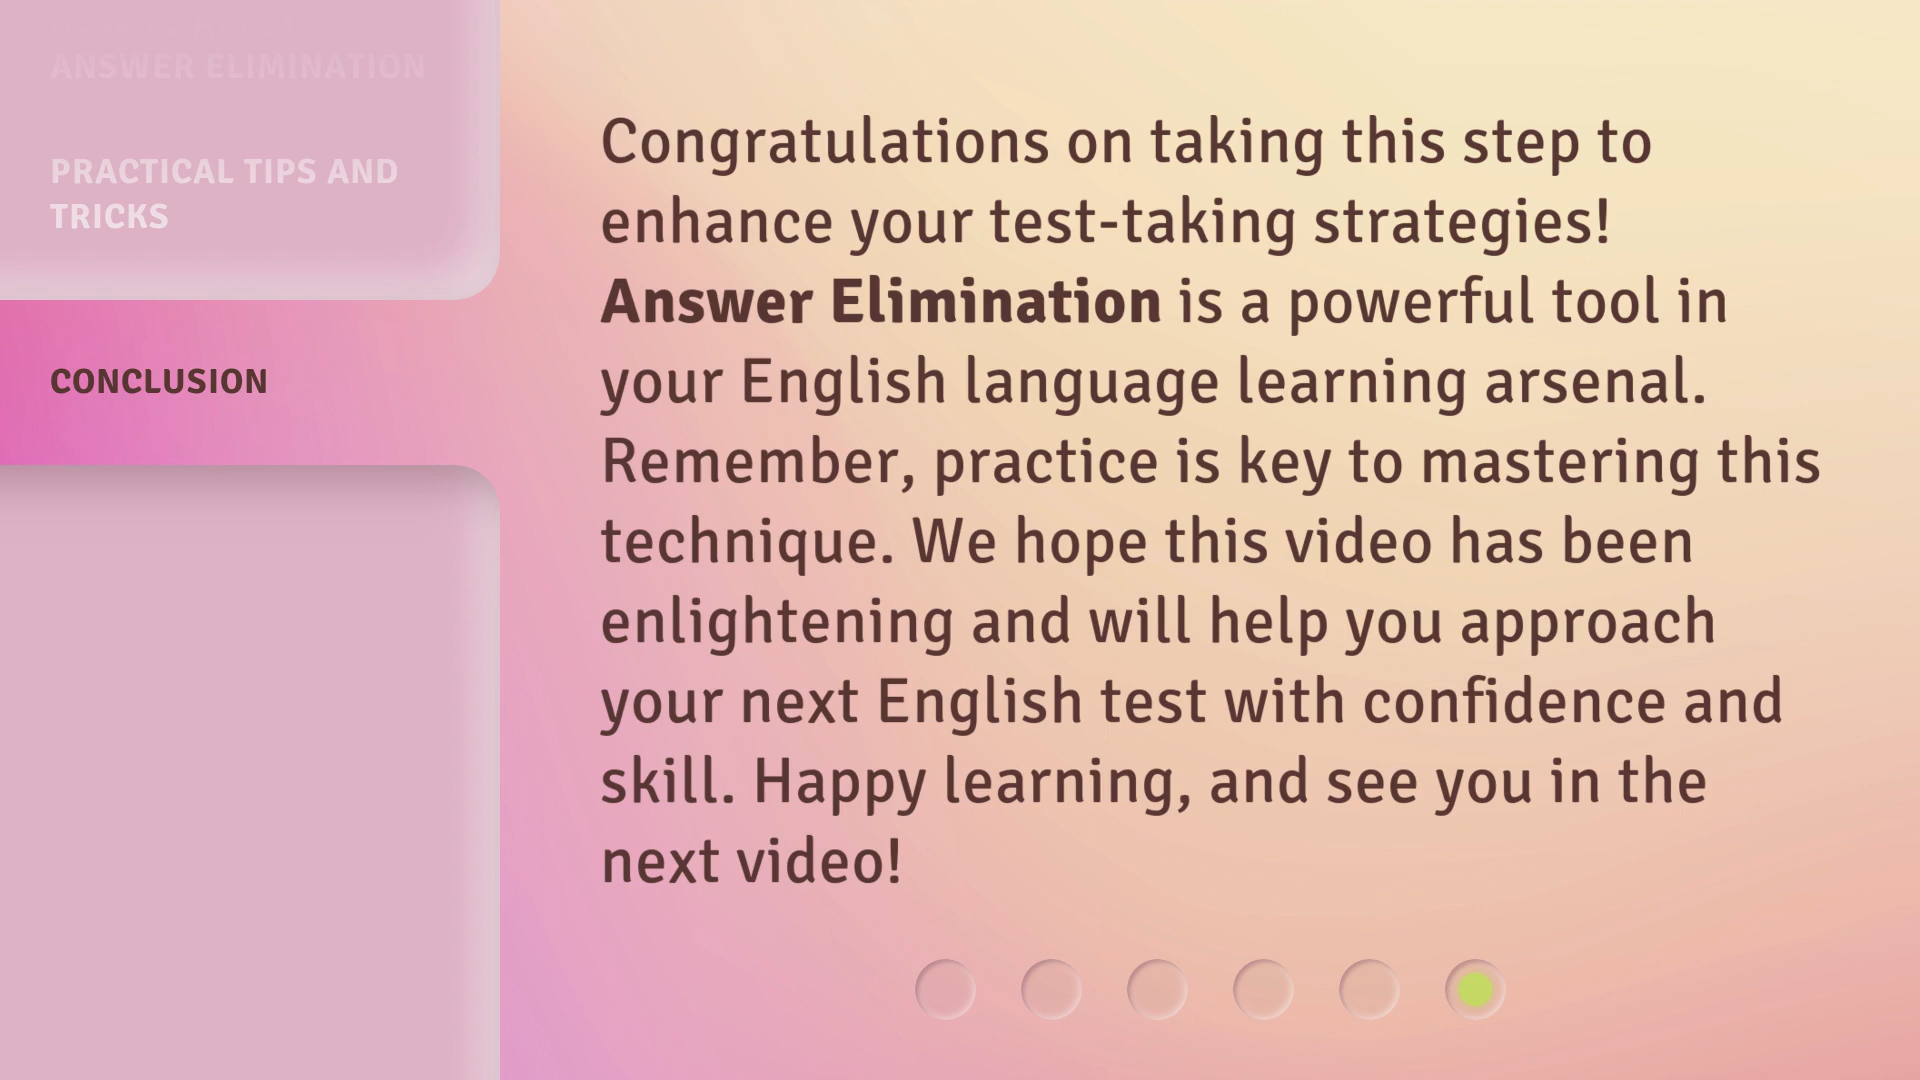 ANSWER ELIMINATION
PRACTICAL TIPS AND
TRICKS
CONCLUSION
Congratulations on taking this step to
enhance your test-taking strategies!
Answer Elimination is a powerful tool in
your English language learning arsenal.
Remember, practice is key to mastering this
technique. We hope this video has been
enlightening and will help you approach
your next English test with confidence and
skill. Happy learning, and see you in the
next video!